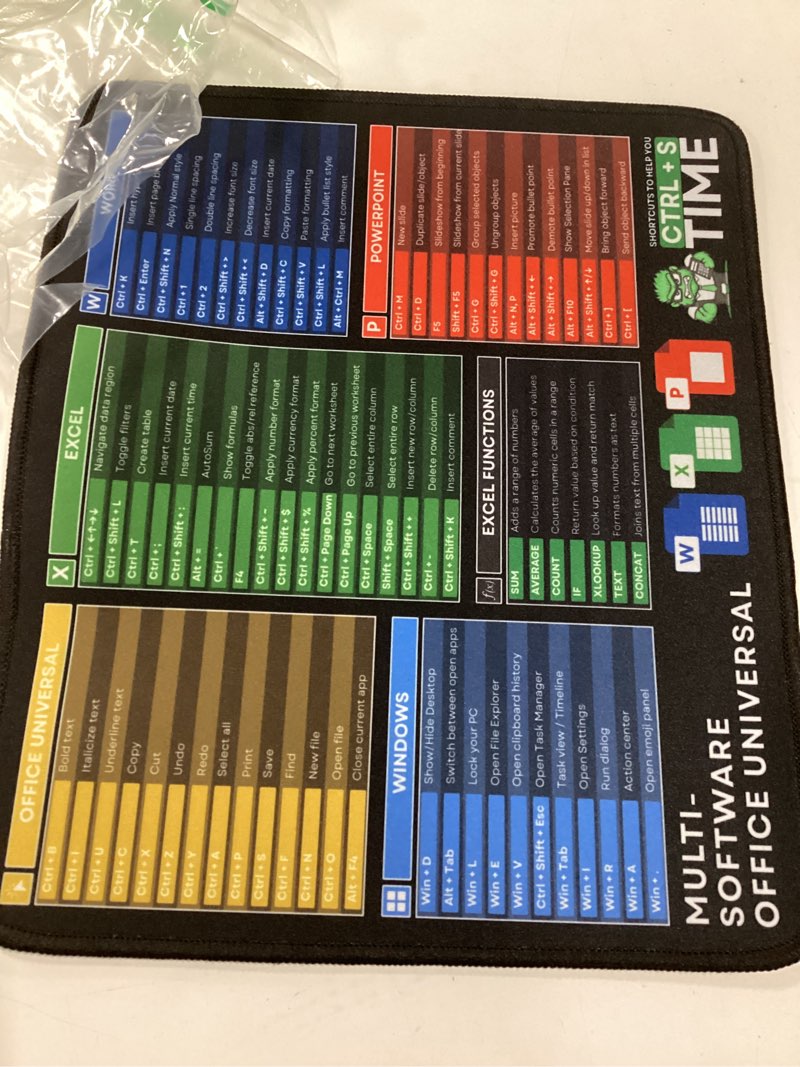 OFFICE UNIVERSAL
Ctrl + B Bold text
Ctrl + I Italicize text
Ctrl + U Underline text
Ctrl + C Copy
Ctrl + X Cut
Ctrl + Z Undo
Ctrl + Y Redo
Ctrl + A Select all
Ctrl + P Print
Ctrl + S Save
Ctrl + F Find
Ctrl + N New file
Ctrl + O Open file
Alt + F4 Close current app
X EXCEL
Ctrl + ←↑→↓ Navigate data region
Ctrl + Shift + L Toggle filters
Ctrl + T Create table
Ctrl + ; Insert current date
Ctrl + Shift + ; Insert current time
Alt + = AutoSum
Ctrl + ` Show formulas
F4 Toggle abs/rel reference
Ctrl + Shift + ~ Apply number format
Ctrl + Shift + $ Apply currency format
Ctrl + Shift + % Apply percent format
Ctrl + Page Down Go to next worksheet
Ctrl + Page Up Go to previous worksheet
Ctrl + Space Select entire column
Shift + Space Select entire row
Ctrl + Shift + + Insert new row/column
Ctrl + - Delete row/column
Ctrl + Shift + K Insert comment
W WORD
Ctrl + K Insert
Ctrl + Enter Insert page
Ctrl + Shift + N Apply Normal style
Ctrl + 1 Single line spacing
Ctrl + 2 Double line spacing
Ctrl + Shift + > Increase font size
Ctrl + Shift + < Decrease font size
Alt + Shift + D Insert current date
Ctrl + Shift + C Copy formatting
Ctrl + Shift + V Paste formatting
Ctrl + Shift + L Apply bullet list style
Alt + Ctrl + M Insert comment
WINDOWS
Win + D Show/Hide Desktop
Alt + Tab Switch between open apps
Win + L Lock your PC
Win + E Open File Explorer
Win + V Open clipboard history
Ctrl + Shift + Esc Open Task Manager
Win + Tab Task view / Timeline
Win + I Open Settings
Win + R Run dialog
Win + A Action center
Win + . Open emoji panel
f(x) EXCEL FUNCTIONS
SUM Adds a range of numbers
AVERAGE Calculates the average of values
COUNT Counts numeric cells in a range
IF Return value based on condition
XLOOKUP Look up value and return match
TEXT Formats numbers as text
CONCAT Joins text from multiple cells
P POWERPOINT
Ctrl + M New slide
Ctrl + D Duplicate slide/object
F5 Slideshow from beginning
Shift + F5 Slideshow from current slide
Ctrl + G Group selected objects
Ctrl + Shift + G Ungroup objects
Alt + N, P Insert picture
Alt + Shift + ← Promote bullet point
Alt + Shift + → Demote bullet point
Alt + F10 Show Selection Pane
Alt + Shift + ↑/↓ Move slide up/down in list
Ctrl + ] Bring object forward
Ctrl + [ Send object backward
MULTI-
SOFTWARE
OFFICE UNIVERSAL
W
X
P
SHORTCUTS TO HELP YOU
CTRL + S
TIME